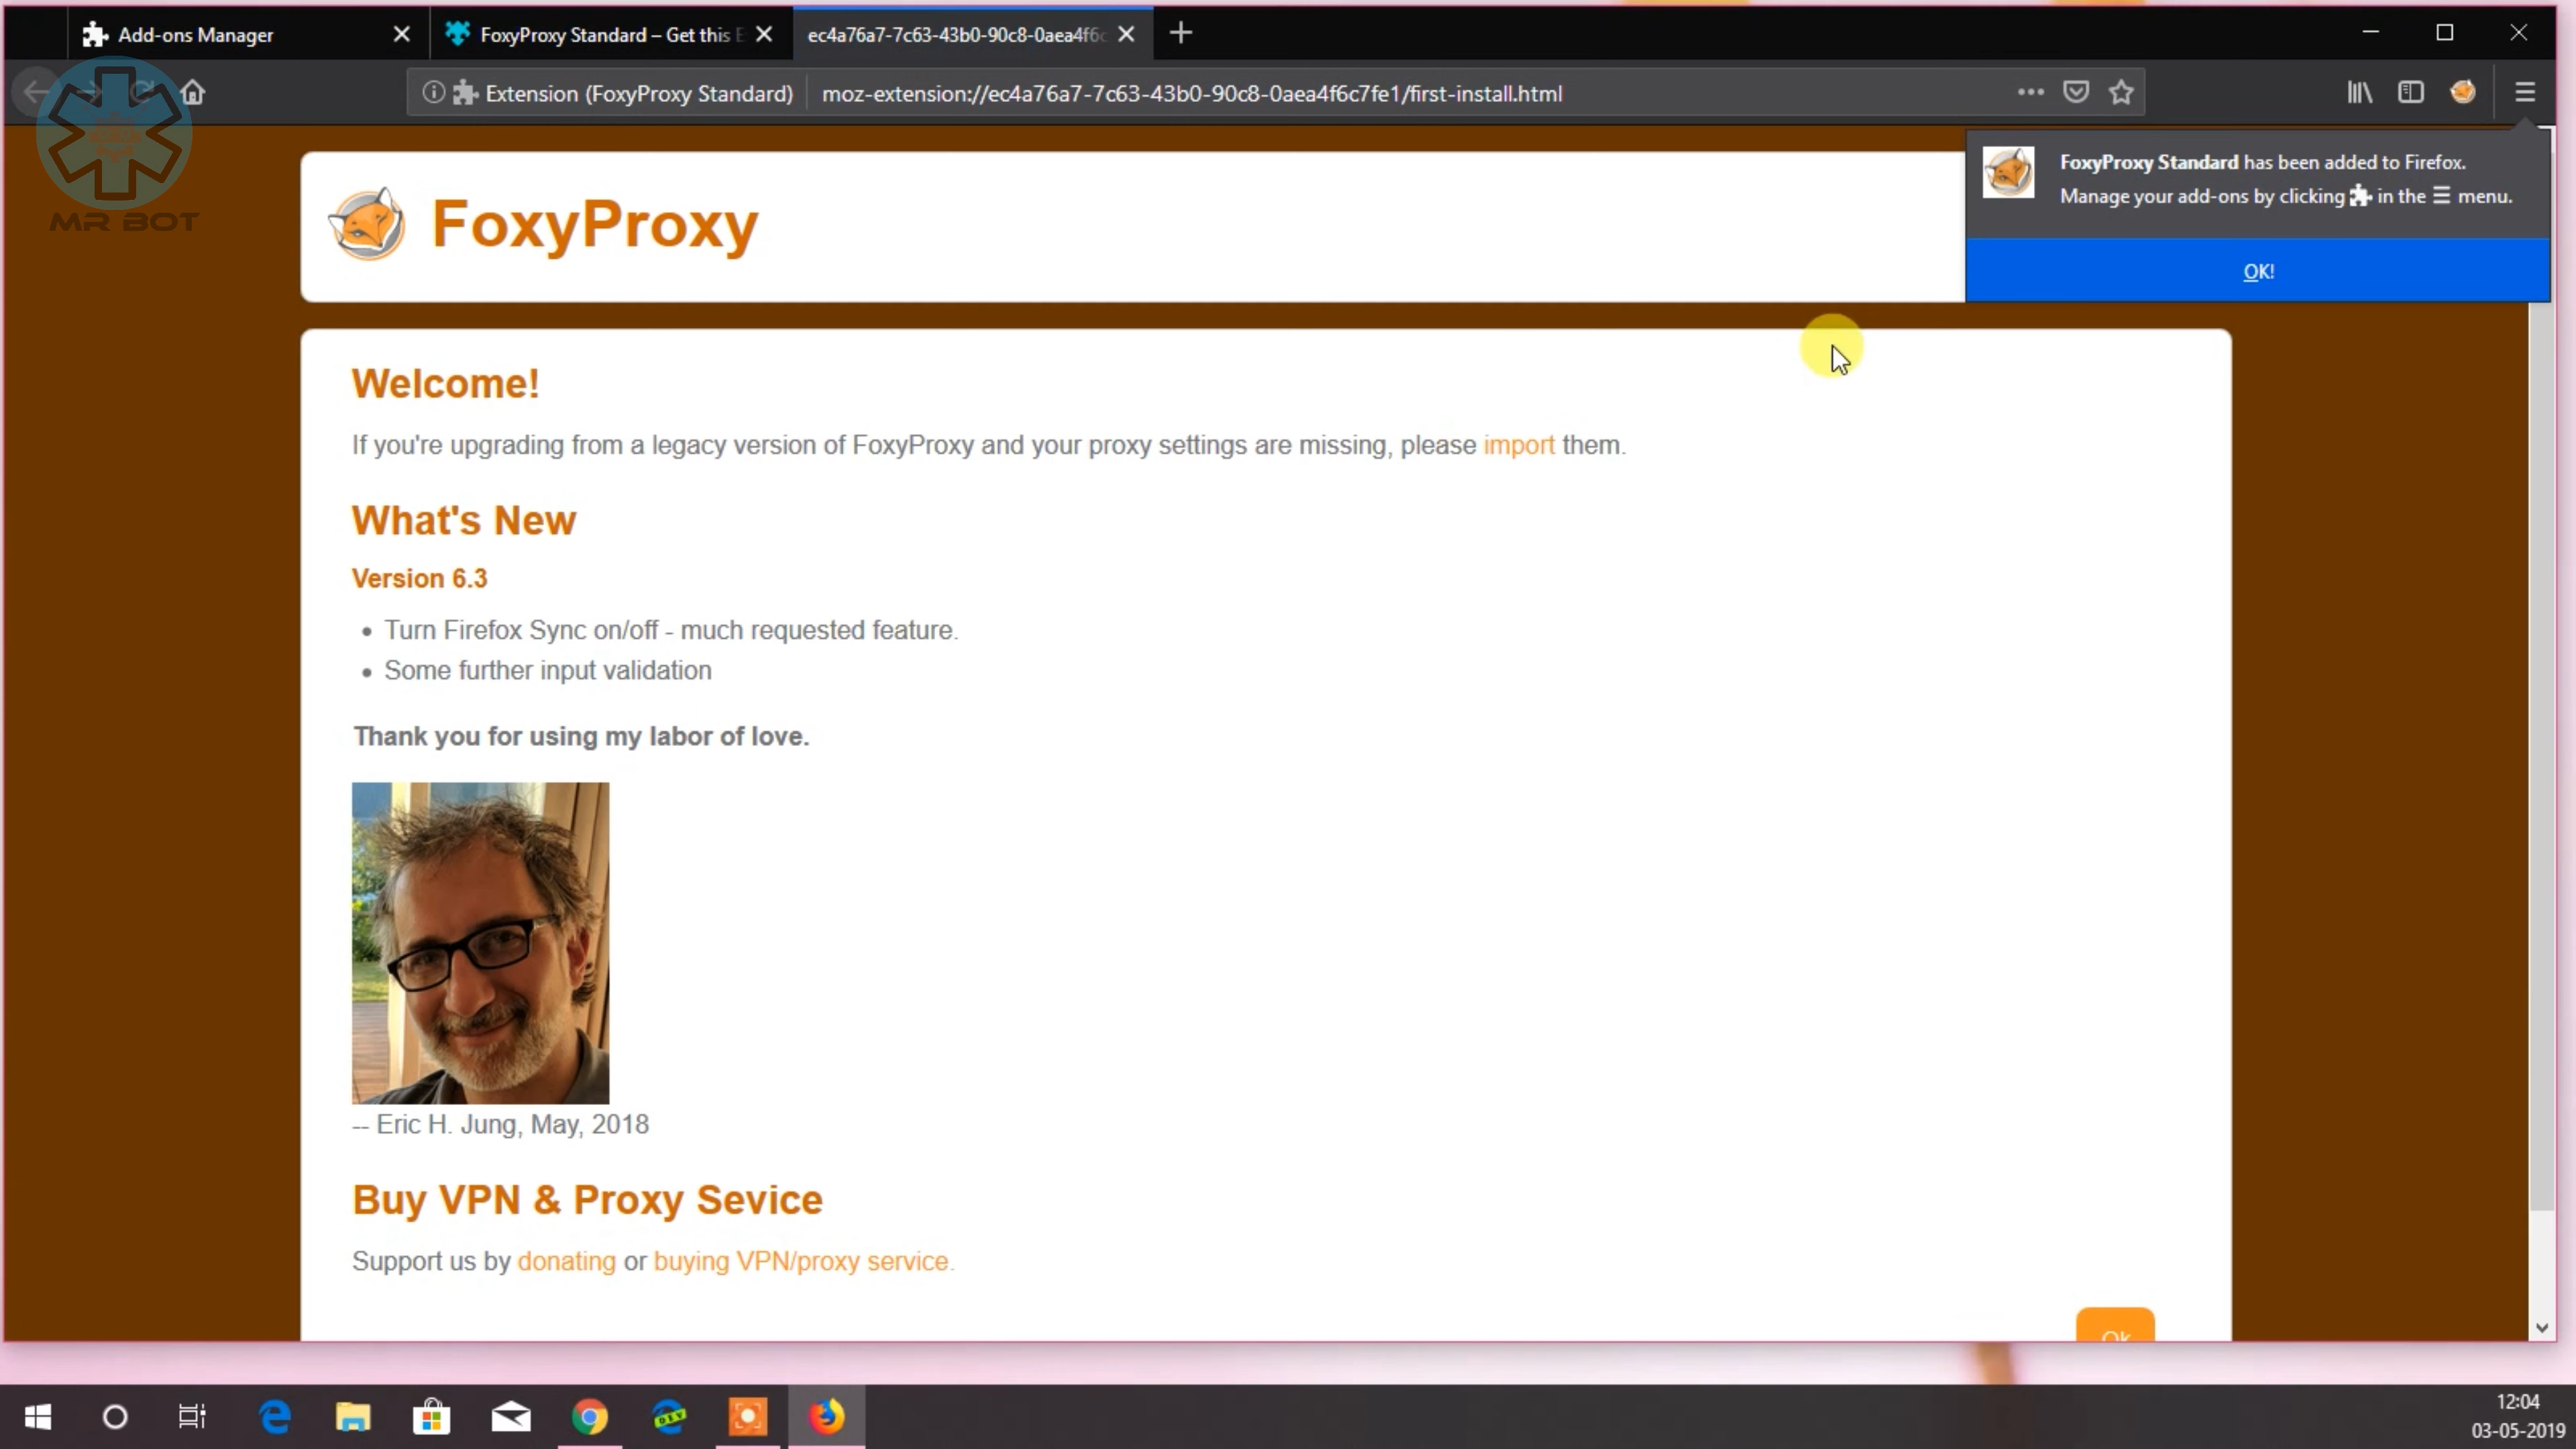 Add-ons Manager
FoxyProxy Standard – Get this E
ec4a76a7-7c63-43b0-90c8-0aea4f6c
Extension (FoxyProxy Standard)
moz-extension://ec4a76a7-7c63-43b0-90c8-0aea4f6c7fe1/first-install.html
MR BOT
FoxyProxy
FoxyProxy Standard has been added to Firefox.
Manage your add-ons by clicking in the menu.
OK!
Welcome!
If you're upgrading from a legacy version of FoxyProxy and your proxy settings are missing, please import them.
What's New
Version 6.3
• Turn Firefox Sync on/off - much requested feature.
• Some further input validation
Thank you for using my labor of love.
-- Eric H. Jung, May, 2018
Buy VPN & Proxy Sevice
Support us by donating or buying VPN/proxy service.
Ok
DEV
12:04
03-05-2019